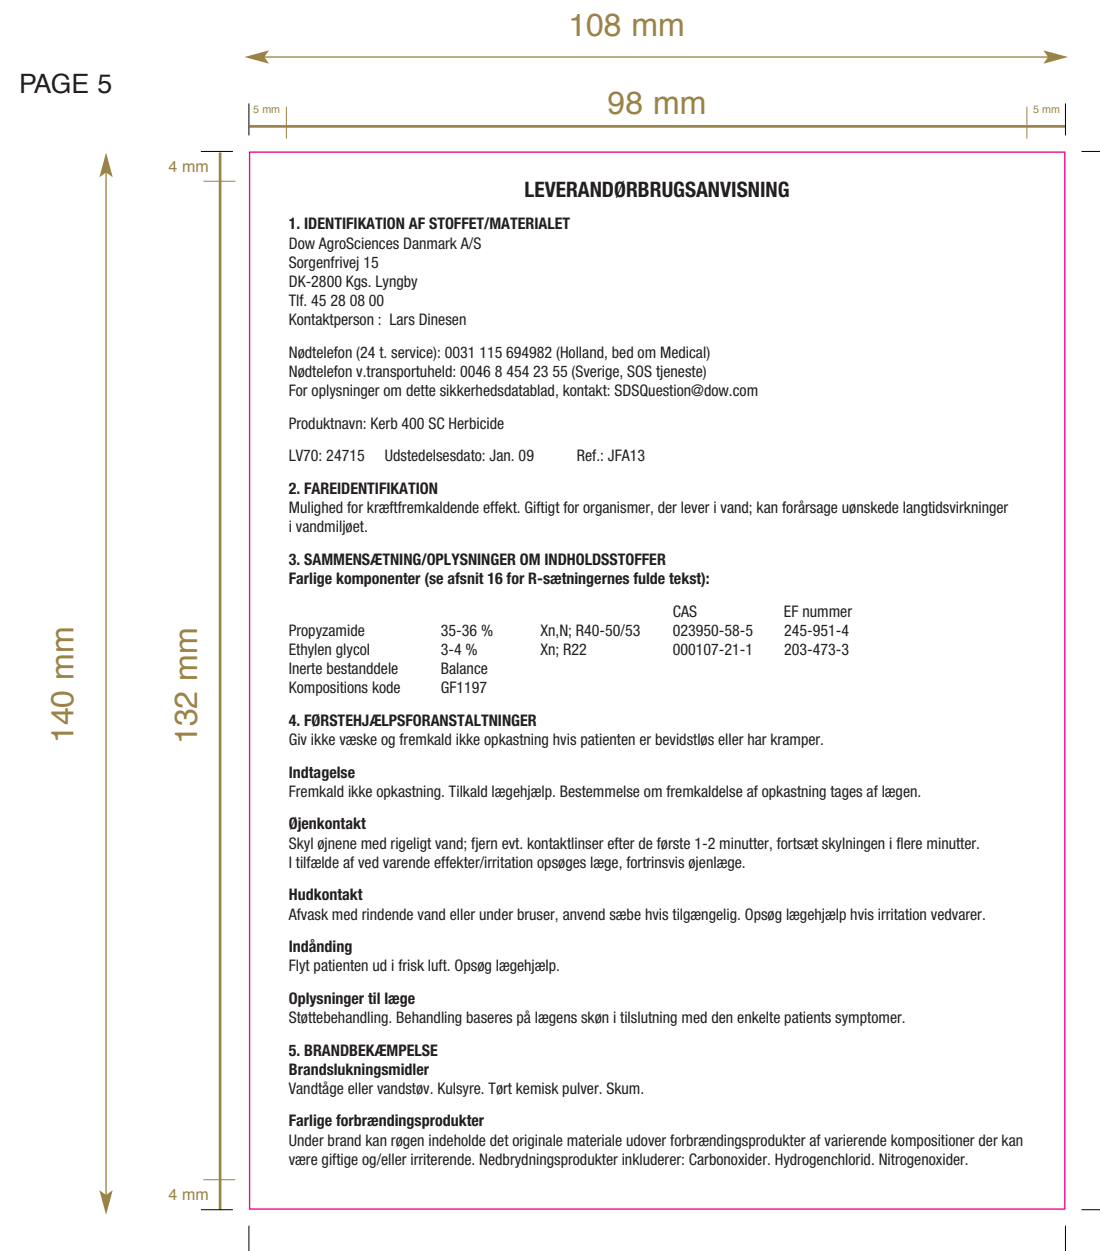 108 mm
PAGE 5
98 mm
5 mm
5 mm
4 mm
140 mm
132 mm
4 mm
LEVERANDØRBRUGSANVISNING
1. IDENTIFIKATION AF STOFFET/MATERIALET
Dow AgroSciences Danmark A/S
Sorgenfrivej 15
DK-2800 Kgs. Lyngby
Tlf. 45 28 08 00
Kontaktperson : Lars Dinesen
Nødtelefon (24 t. service): 0031 115 694982 (Holland, bed om Medical)
Nødtelefon v.transportuheld: 0046 8 454 23 55 (Sverige, SOS tjeneste)
For oplysninger om dette sikkerhedsdatablad, kontakt: SDSQuestion@dow.com
Produktnavn: Kerb 400 SC Herbicide
LV70: 24715 Udstedelsesdato: Jan. 09 Ref.: JFA13
2. FAREIDENTIFIKATION
Mulighed for kræftfremkaldende effekt. Giftigt for organismer, der lever i vand; kan forårsage uønskede langtidsvirkninger
i vandmiljøet.
3. SAMMENSÆTNING/OPLYSNINGER OM INDHOLDSSTOFFER
Farlige komponenter (se afsnit 16 for R-sætningernes fulde tekst):
CAS EF nummer
Propyzamide 35-36 % Xn,N; R40-50/53 023950-58-5 245-951-4
Ethylen glycol 3-4 % Xn; R22 000107-21-1 203-473-3
Inerte bestanddele Balance
Kompositions kode GF1197
4. FØRSTEHJÆLPSFORANSTALTNINGER
Giv ikke væske og fremkald ikke opkastning hvis patienten er bevidstløs eller har kramper.
Indtagelse
Fremkald ikke opkastning. Tilkald lægehjælp. Bestemmelse om fremkaldelse af opkastning tages af lægen.
Øjenkontakt
Skyl øjnene med rigeligt vand; fjern evt. kontaktlinser efter de første 1-2 minutter, fortsæt skylningen i flere minutter.
I tilfælde af ved varende effekter/irritation opsøges læge, fortrinsvis øjenlæge.
Hudkontakt
Afvask med rindende vand eller under bruser, anvend sæbe hvis tilgængelig. Opsøg lægehjælp hvis irritation vedvarer.
Indånding
Flyt patienten ud i frisk luft. Opsøg lægehjælp.
Oplysninger til læge
Støttebehandling. Behandling baseres på lægens skøn i tilslutning med den enkelte patients symptomer.
5. BRANDBEKÆMPELSE
Brandslukningsmidler
Vandtåge eller vandstøv. Kulsyre. Tørt kemisk pulver. Skum.
Farlige forbrændingsprodukter
Under brand kan røgen indeholde det originale materiale udover forbrændingsprodukter af varierende kompositioner der kan
være giftige og/eller irriterende. Nedbrydningsprodukter inkluderer: Carbonoxider. Hydrogenchlorid. Nitrogenoxider.